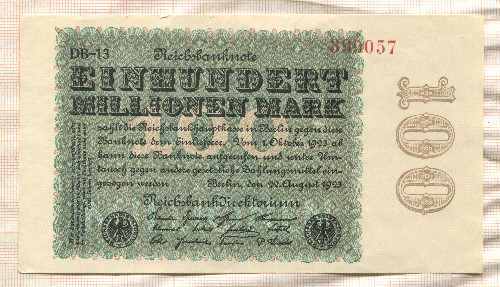 DB-13 Reichsbanknote 399057
EINHUNDERT
MILLIONEN MARK
zahlt die Reichsbankhauptkasse in Berlin gegen diese
Banknote dem Einlieferer. Vom 1. Oktober 1923 ab
kann diese Banknote aufgerufen und unter Um-
tausch gegen andere gesetzliche Zahlungsmittel ein-
gezogen werden Berlin, den 22. August 1923
Reichsbankdirektorium
100